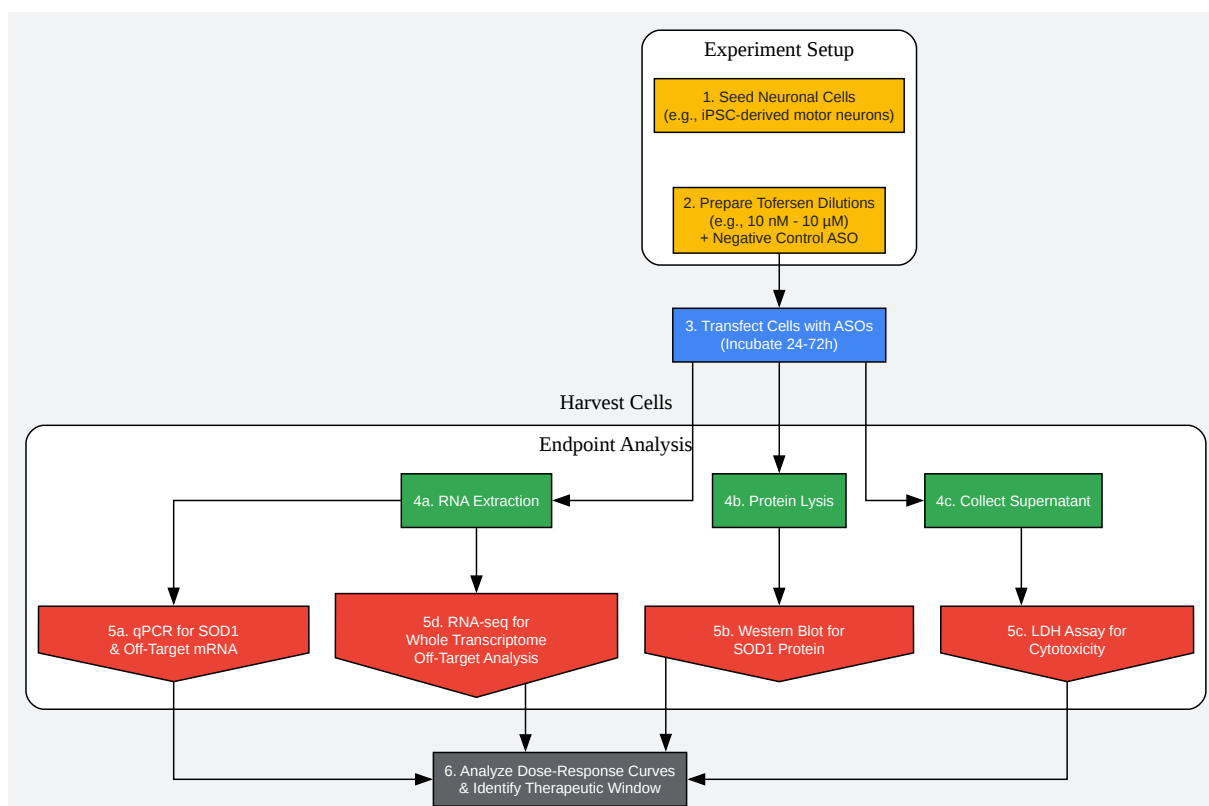 Experiment Setup
1. Seed Neuronal Cells
(e.g., iPSC-derived motor neurons)
2. Prepare Tofersen Dilutions
(e.g., 10 nM - 10 µM)
+ Negative Control ASO
3. Transfect Cells with ASOs
(Incubate 24-72h)
Harvest Cells
Endpoint Analysis
4a. RNA Extraction
4b. Protein Lysis
4c. Collect Supernatant
5a. qPCR for SOD1
& Off-Target mRNA
5d. RNA-seq for
Whole Transcriptome
Off-Target Analysis
5b. Western Blot for
SOD1 Protein
5c. LDH Assay for
Cytotoxicity
6. Analyze Dose-Response Curves
& Identify Therapeutic Window